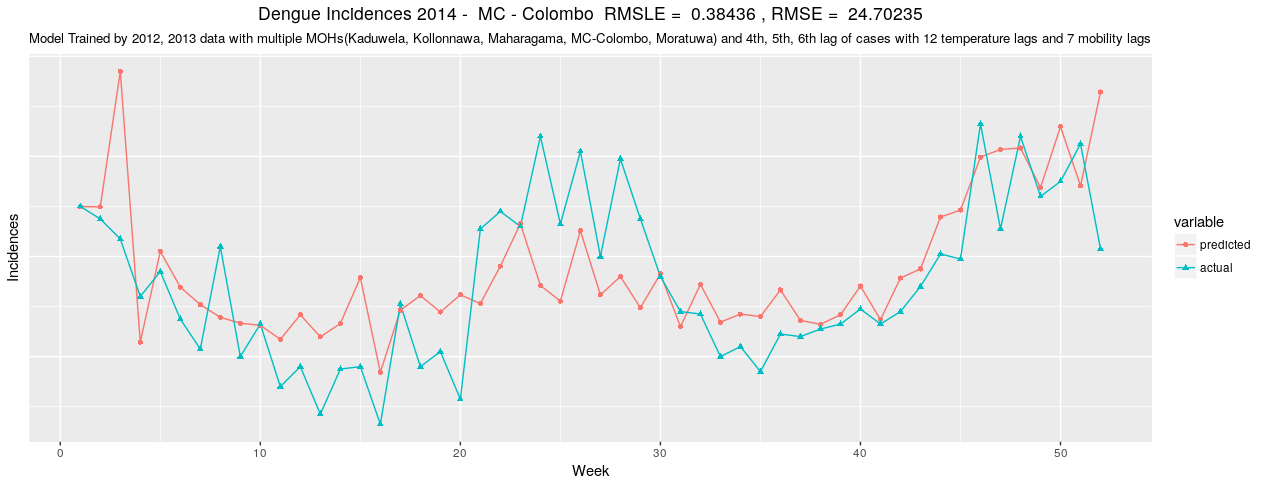 Dengue Incidences 2014 -  MC - Colombo  RMSLE =  0.38436 , RMSE =  24.70235
Model Trained by 2012, 2013 data with multiple MOHs(Kaduwela, Kollonnawa, Maharagama, MC-Colombo, Moratuwa) and 4th, 5th, 6th lag of cases with 12 temperature lags and 7 mobility lags
Incidences
variable
predicted
actual
0 10 20 30 40 50
Week